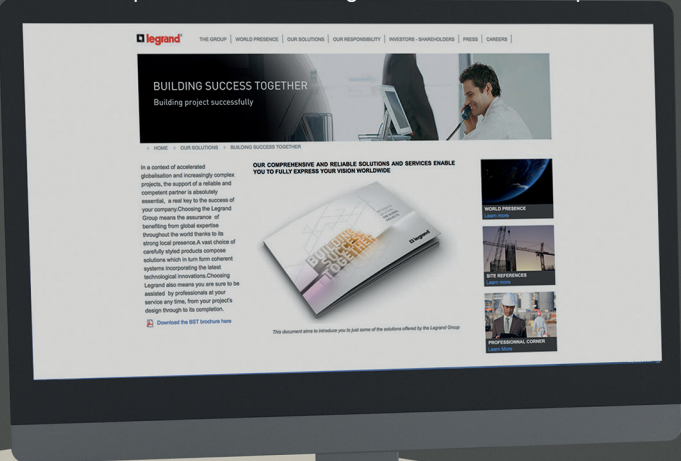 legrand
THE GROUP | WORLD PRESENCE | OUR SOLUTIONS | OUR RESPONSIBILITY | INVESTORS - SHAREHOLDERS | PRESS | CAREERS |
BUILDING SUCCESS TOGETHER
Building project successfully
HOME > OUR SOLUTIONS > BUILDING SUCCESS TOGETHER
In a context of accelerated
globalisation and increasingly complex
projects, the support of a reliable and
competent partner is absolutely
essential, a real key to the success of
your company.Choosing the Legrand
Group means the assurance of
benefiting from global expertise
throughout the world thanks to its
strong local presence.A vast choice of
carefully styled products compose
solutions which in turn form coherent
systems incorporating the latest
technological innovations.Choosing
Legrand also means you are sure to be
assisted by professionals at your
service any time, from your project's
design through to its completion.
Download the BST brochure here
OUR COMPREHENSIVE AND RELIABLE SOLUTIONS AND SERVICES ENABLE
YOU TO FULLY EXPRESS YOUR VISION WORLDWIDE
BUILDING
SUCCESS
TOGETHER
legrand
This document aims to introduce you to just some of the solutions offered by the Legrand Group
WORLD PRESENCE
Learn more
SITE REFERENCES
Learn more
PROFESSIONNAL CORNER
Learn More